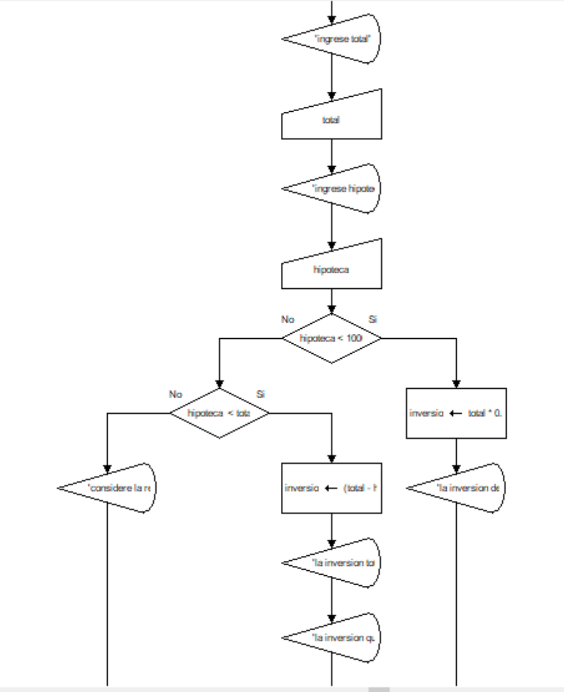 "ingrese total"
total
"ingrese hipote
hipoteca
No
Si
hipoteca < 100
No
Si
hipoteca < tota
inversio ← total * 0.
"considere la re
inversio ← (total - h
"la inversion de
"la inversion tot
"la inversion qu